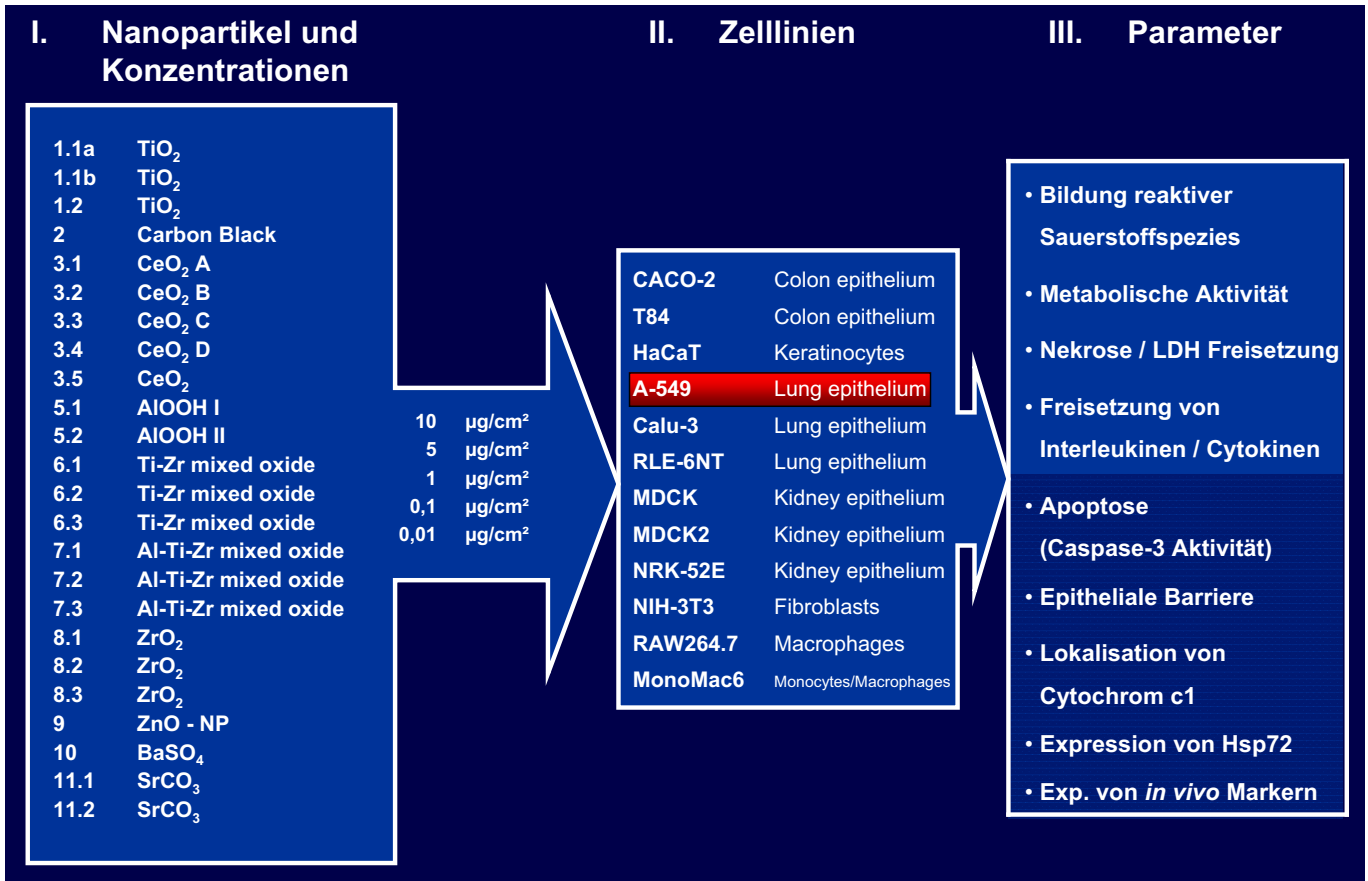 I. Nanopartikel und
Konzentrationen
1.1a TiO₂
1.1b TiO₂
1.2 TiO₂
2 Carbon Black
3.1 CeO₂ A
3.2 CeO₂ B
3.3 CeO₂ C
3.4 CeO₂ D
3.5 CeO₂
5.1 AlOOH I
5.2 AlOOH II
6.1 Ti-Zr mixed oxide
6.2 Ti-Zr mixed oxide
6.3 Ti-Zr mixed oxide
7.1 Al-Ti-Zr mixed oxide
7.2 Al-Ti-Zr mixed oxide
7.3 Al-Ti-Zr mixed oxide
8.1 ZrO₂
8.2 ZrO₂
8.3 ZrO₂
9 ZnO - NP
10 BaSO₄
11.1 SrCO₃
11.2 SrCO₃
10 µg/cm²
5 µg/cm²
1 µg/cm²
0,1 µg/cm²
0,01 µg/cm²
II. Zelllinien
CACO-2 Colon epithelium
T84 Colon epithelium
HaCaT Keratinocytes
A-549 Lung epithelium
Calu-3 Lung epithelium
RLE-6NT Lung epithelium
MDCK Kidney epithelium
MDCK2 Kidney epithelium
NRK-52E Kidney epithelium
NIH-3T3 Fibroblasts
RAW264.7 Macrophages
MonoMac6 Monocytes/Macrophages
III. Parameter
• Bildung reaktiver
Sauerstoffspezies
• Metabolische Aktivität
• Nekrose / LDH Freisetzung
• Freisetzung von
Interleukinen / Cytokinen
• Apoptose
(Caspase-3 Aktivität)
• Epitheliale Barriere
• Lokalisation von
Cytochrom c1
• Expression von Hsp72
• Exp. von in vivo Markern